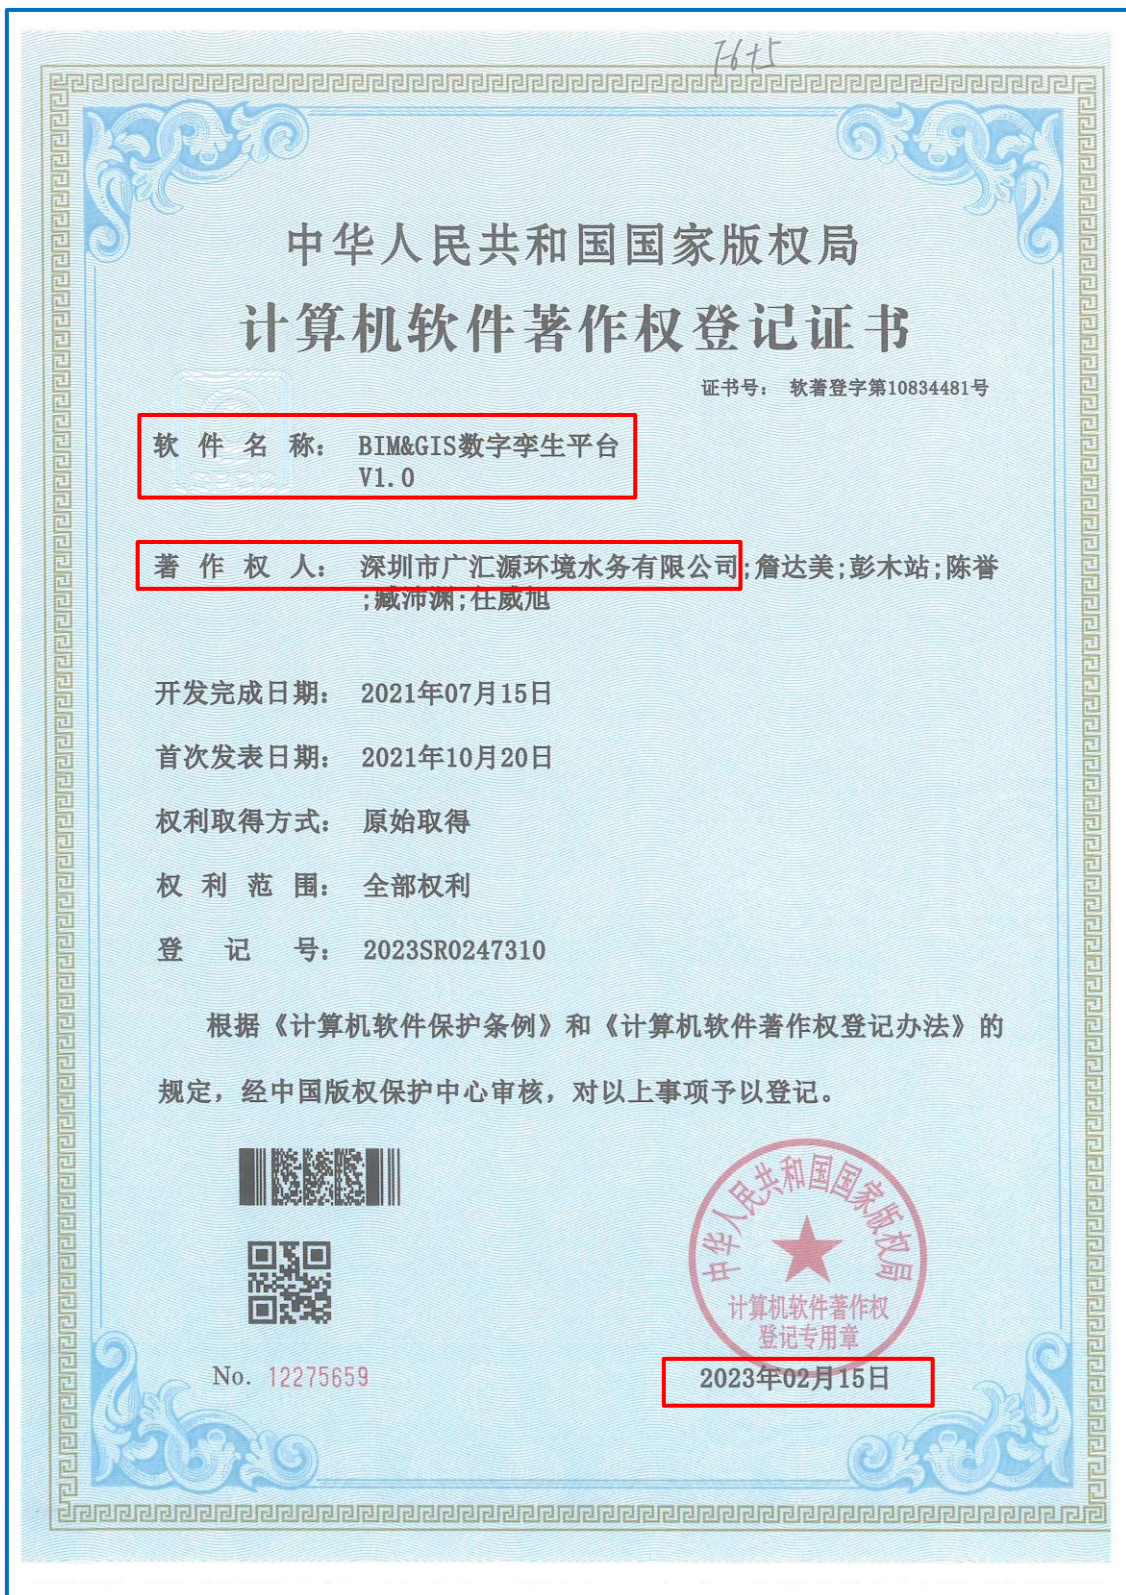 中华人民共和国国家版权局
计算机软件著作权登记证书
证书号： 软著登字第10834481号
软件名称： BIM&GIS数字孪生平台
V1.0
著作权人： 深圳市广汇源环境水务有限公司;詹达美;彭木站;陈誉
;臧沛渊;任威旭
开发完成日期： 2021年07月15日
首次发表日期： 2021年10月20日
权利取得方式： 原始取得
权利范围： 全部权利
登记号： 2023SR0247310
根据《计算机软件保护条例》和《计算机软件著作权登记办法》的
规定，经中国版权保护中心审核，对以上事项予以登记。
中华人民共和国国家版权局
计算机软件著作权
登记专用章
No. 12275659
2023年02月15日